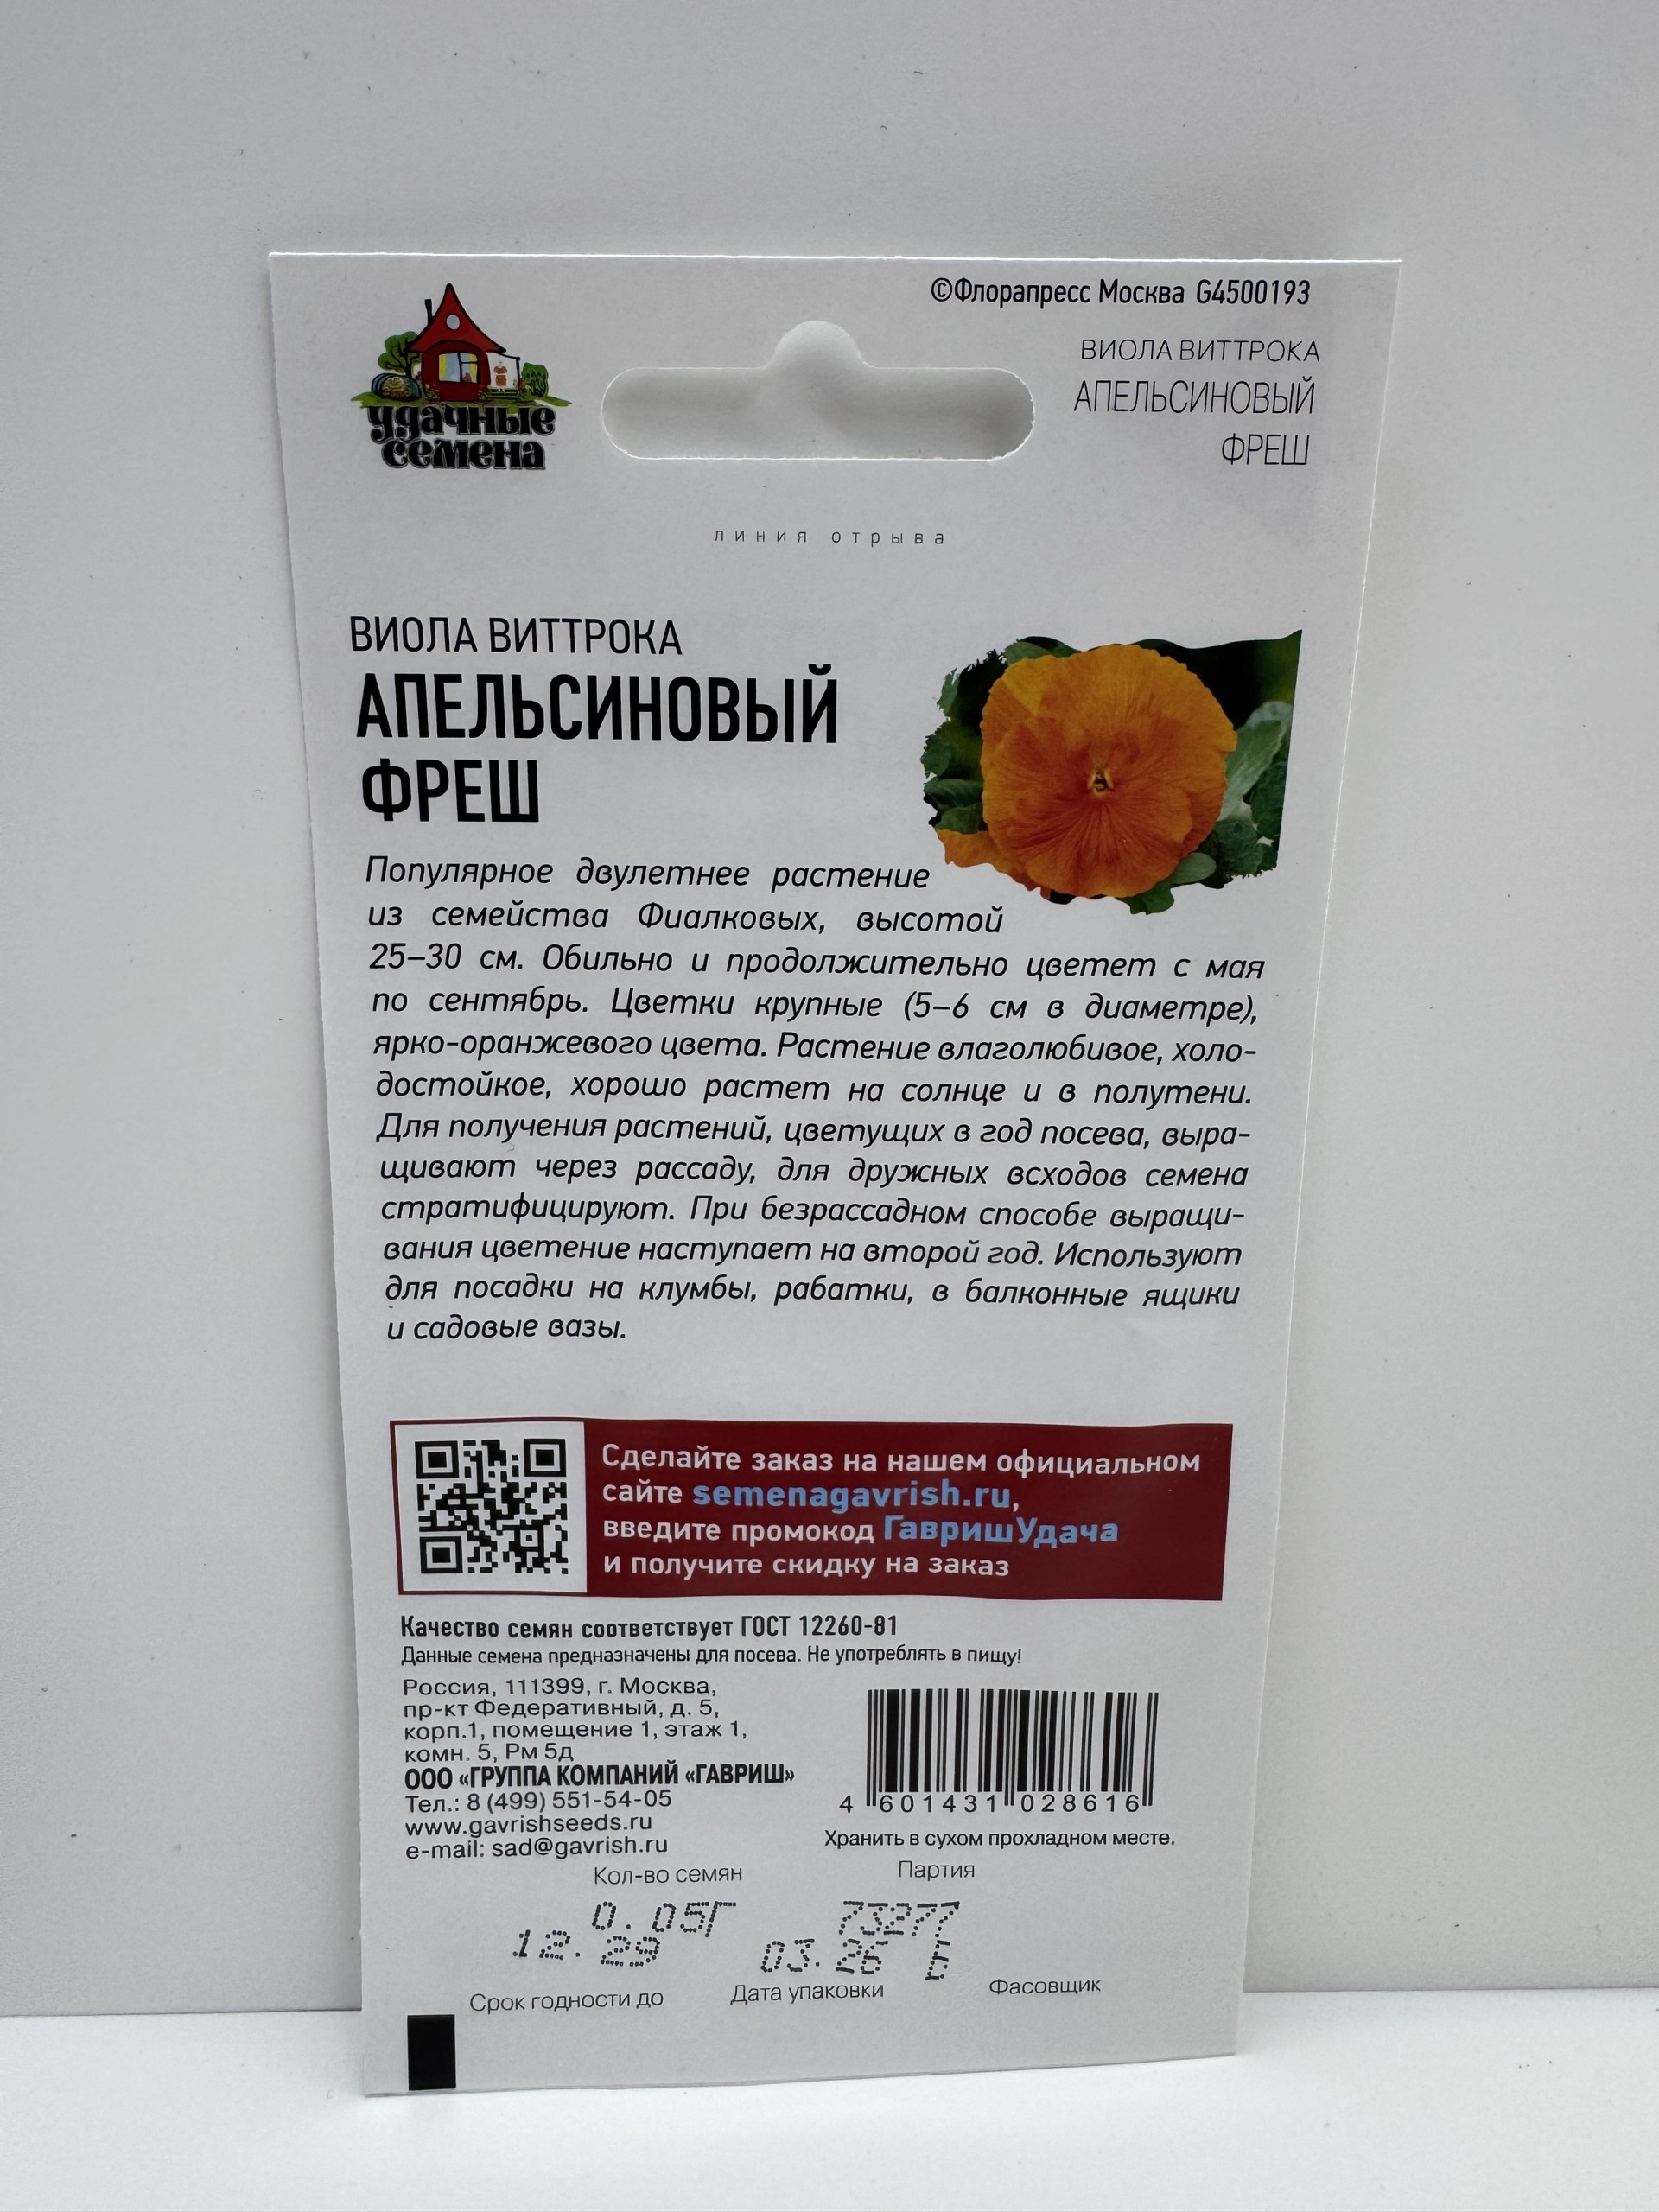 ©Флорапресс Москва G4500193
удачные
семена
ВИОЛА ВИТТРОКА
АПЕЛЬСИНОВЫЙ
ФРЕШ
линия отрыва
ВИОЛА ВИТТРОКА
АПЕЛЬСИНОВЫЙ
ФРЕШ
Популярное двулетнее растение
из семейства Фиалковых, высотой
25–30 см. Обильно и продолжительно цветет с мая
по сентябрь. Цветки крупные (5–6 см в диаметре),
ярко-оранжевого цвета. Растение влаголюбивое, холо-
достойкое, хорошо растет на солнце и в полутени.
Для получения растений, цветущих в год посева, выра-
щивают через рассаду, для дружных всходов семена
стратифицируют. При безрассадном способе выращи-
вания цветение наступает на второй год. Используют
для посадки на клумбы, рабатки, в балконные ящики
и садовые вазы.
Сделайте заказ на нашем официальном
сайте semenagavrish.ru,
введите промокод ГавришУдача
и получите скидку на заказ
Качество семян соответствует ГОСТ 12260-81
Данные семена предназначены для посева. Не употреблять в пищу!
Россия, 111399, г. Москва,
пр-кт Федеративный, д. 5,
корп.1, помещение 1, этаж 1,
комн. 5, Рм 5д
ООО «ГРУППА КОМПАНИЙ «ГАВРИШ»
Тел.: 8 (499) 551-54-05
www.gavrishseeds.ru
e-mail: sad@gavrish.ru
4 601431 028616
Хранить в сухом прохладном месте.
Кол-во семян Партия
0.05Г 73277
12.29 03.26 Б
Срок годности до Дата упаковки Фасовщик